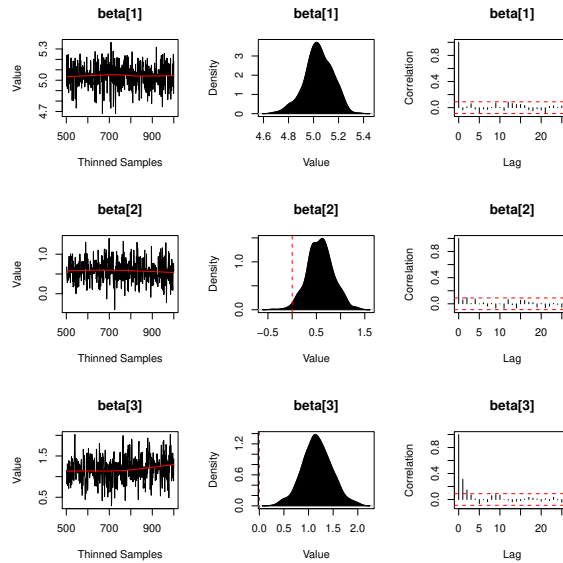 beta[1] beta[1] beta[1]
Value
4.7 5.0 5.3
500 700 900
Thinned Samples
Density
0 1 2 3
4.6 4.8 5.0 5.2 5.4
Value
Correlation
0.0 0.4 0.8
0 5 10 20
Lag
beta[2] beta[2] beta[2]
Value
0.0 1.0
500 700 900
Thinned Samples
Density
0.0 1.0
−0.5 0.5 1.5
Value
Correlation
0.0 0.4 0.8
0 5 10 20
Lag
beta[3] beta[3] beta[3]
Value
0.5 1.5
500 700 900
Thinned Samples
Density
0.0 0.6 1.2
0.0 0.5 1.0 1.5 2.0
Value
Correlation
0.0 0.4 0.8
0 5 10 20
Lag